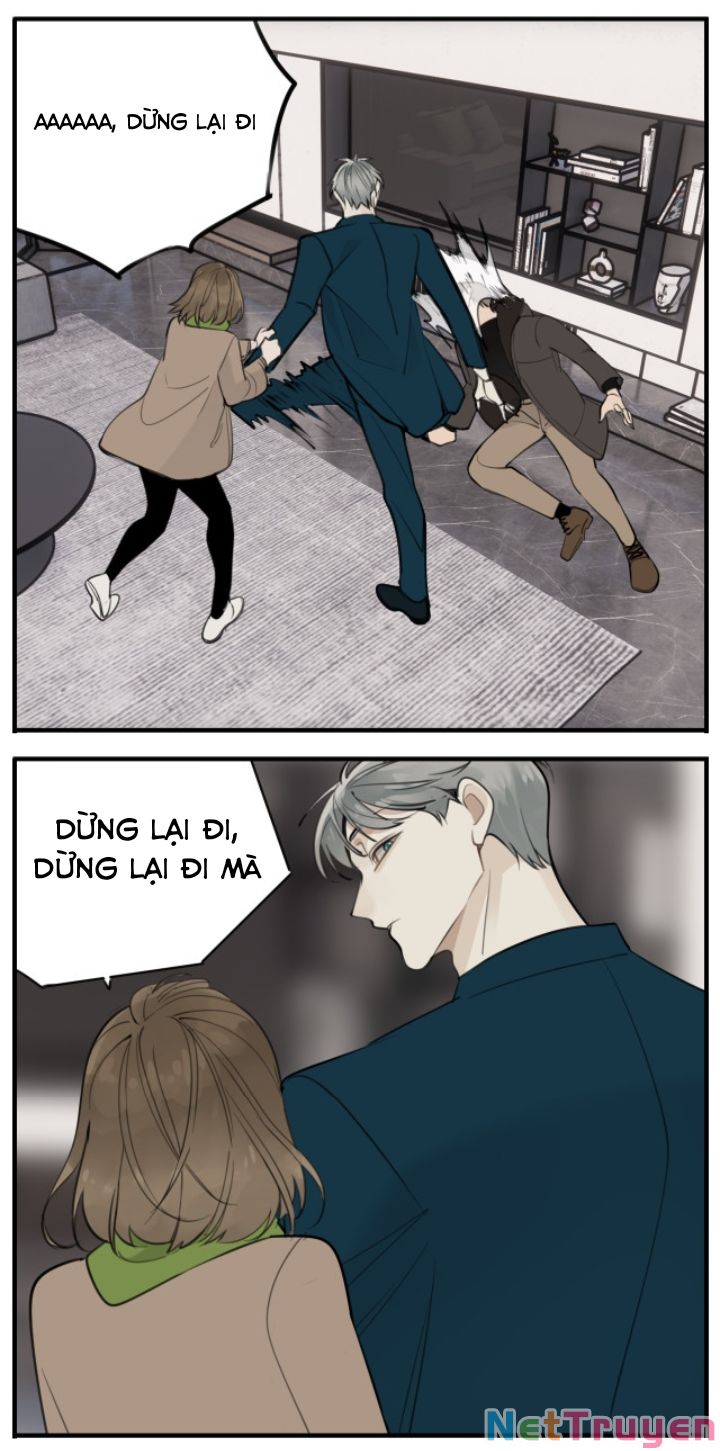 AAAAAA, DỪNG LẠI ĐI
DỪNG LẠI ĐI,
DỪNG LẠI ĐI MÀ
NetTruyen